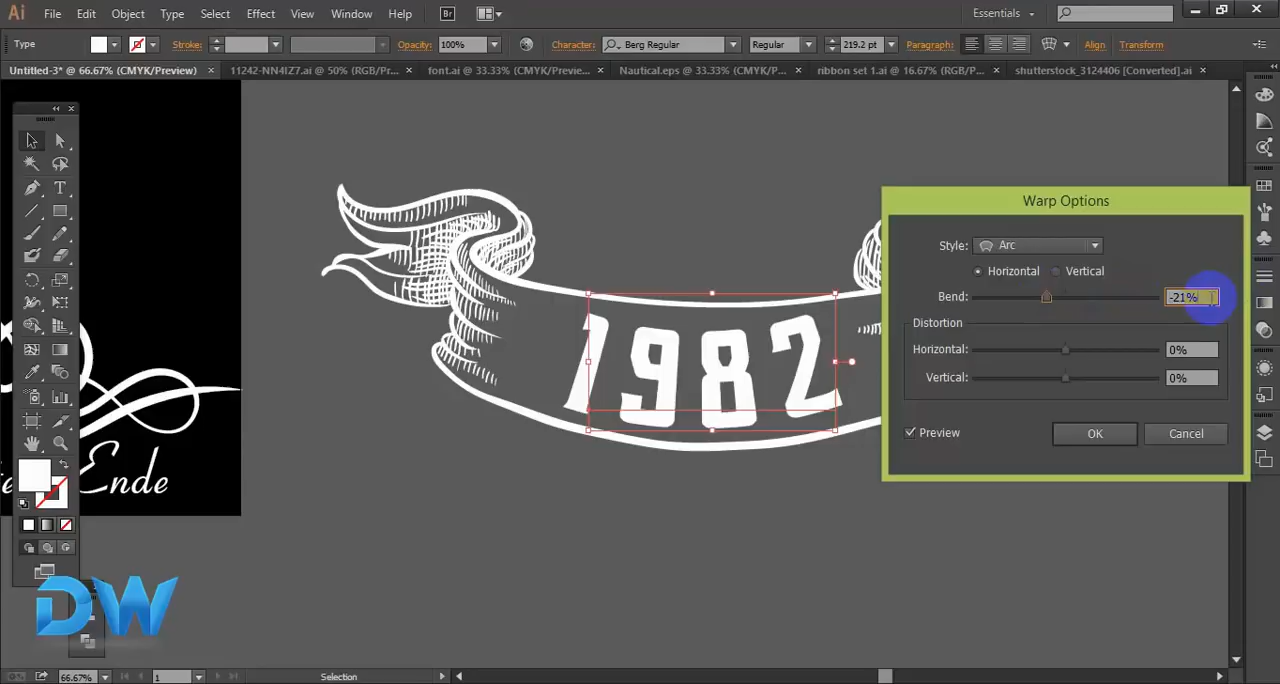 Ai File Edit Object Type Select Effect View Window Help Br Essentials
Type Stroke: Opacity: 100% Character: Berg Regular Regular 219.2 pt Paragraph: Align Transform
Untitled-3* @ 66.67% (CMYK/Preview) 11242-NN4IZ7.ai @ 50% (RGB/Pr... font.ai @ 33.33% (CMYK/Previe... Nautical.eps @ 33.33% (CMYK/P... ribbon set 1.ai @ 16.67% (RGB/P... shutterstock_3124406 [Converted].ai
Warp Options
Style: Arc
Horizontal Vertical
Bend: -21%
Distortion
Horizontal: 0%
Vertical: 0%
Preview OK Cancel
1982
Ende
DW
66.67% 1 Selection